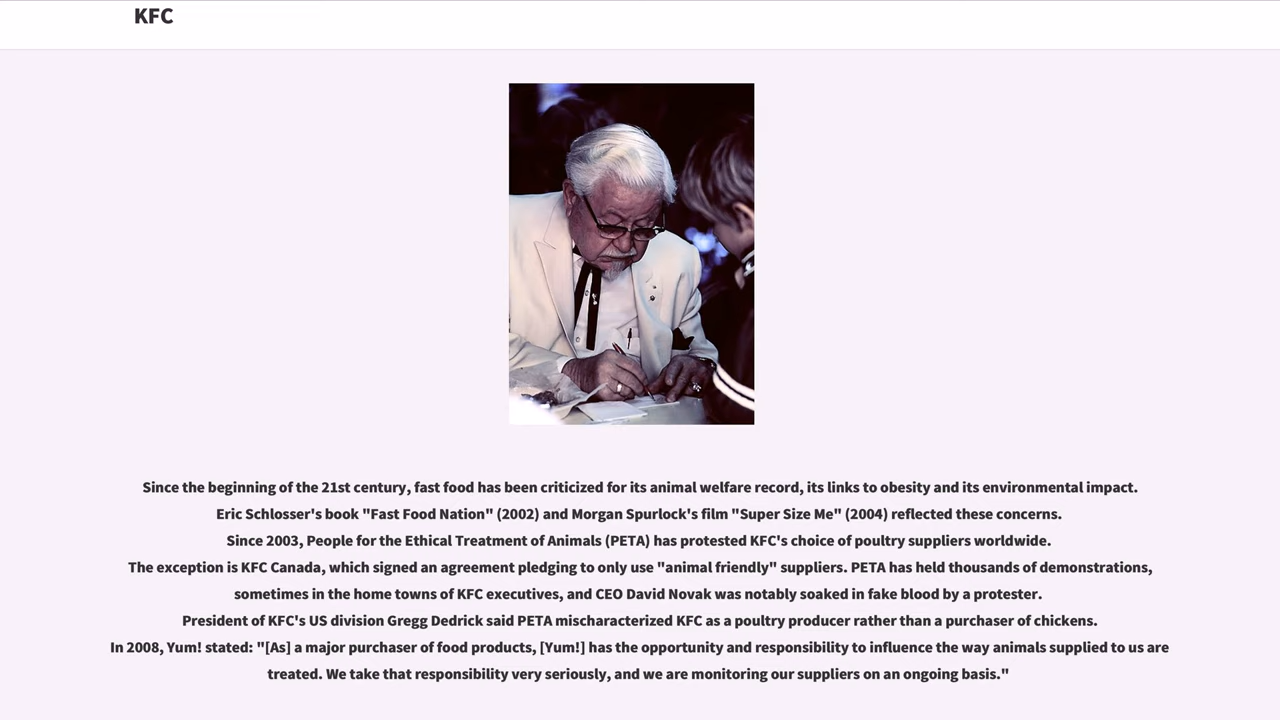 KFC
Since the beginning of the 21st century, fast food has been criticized for its animal welfare record, its links to obesity and its environmental impact.
Eric Schlosser's book "Fast Food Nation" (2002) and Morgan Spurlock's film "Super Size Me" (2004) reflected these concerns.
Since 2003, People for the Ethical Treatment of Animals (PETA) has protested KFC's choice of poultry suppliers worldwide.
The exception is KFC Canada, which signed an agreement pledging to only use "animal friendly" suppliers. PETA has held thousands of demonstrations,
sometimes in the home towns of KFC executives, and CEO David Novak was notably soaked in fake blood by a protester.
President of KFC's US division Gregg Dedrick said PETA mischaracterized KFC as a poultry producer rather than a purchaser of chickens.
In 2008, Yum! stated: "[As] a major purchaser of food products, [Yum!] has the opportunity and responsibility to influence the way animals supplied to us are
treated. We take that responsibility very seriously, and we are monitoring our suppliers on an ongoing basis."